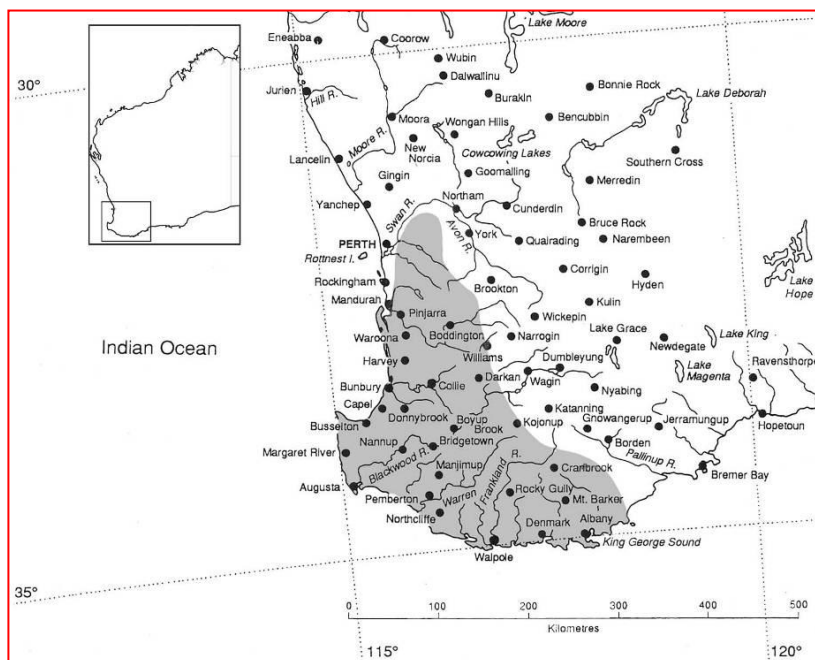 Eneabba
Coorow
Lake Moore
Wubin
Dalwallinu
30°
Jurien
Hill R.
Burakin
Bonnie Rock
Lake Deborah
Moora
Wongan Hills
Bencubbin
Moore R.
New
Norcia
Cowcowing Lakes
Lancelin
Southern Cross
Gingin
Goomalling
Merredin
Yanchep
Northam
Cunderdin
Swan R.
Avon R.
Bruce Rock
PERTH
York
Quairading
Narembeen
Rottnest I.
Rockingham
Brookton
Corrigin
Hyden
Lake
Hope
Mandurah
Kulin
Pinjarra
Wickepin
Indian Ocean
Waroona
Boddington
Narrogin
Lake Grace
Newdegate
Lake King
Harvey
Williams
Dumbleyung
Lake
Magenta
Ravensthorpe
Bunbury
Collie
Darkan
Wagin
Nyabing
Capel
Donnybrook
Boyup
Brook
Katanning
Gnowangerup
Jerramungup
Hopetoun
Busselton
Kojonup
Nannup
Bridgetown
Borden
Margaret River
Blackwood R.
Frankland R.
Pallinup R.
Manjimup
Cranbrook
Bremer Bay
Augusta
Pemberton
Warren
Rocky Gully
Mt. Barker
Northcliffe
Denmark
Albany
King George Sound
Walpole
35°
0 100 200 300 400 500
Kilometres
115°
120°